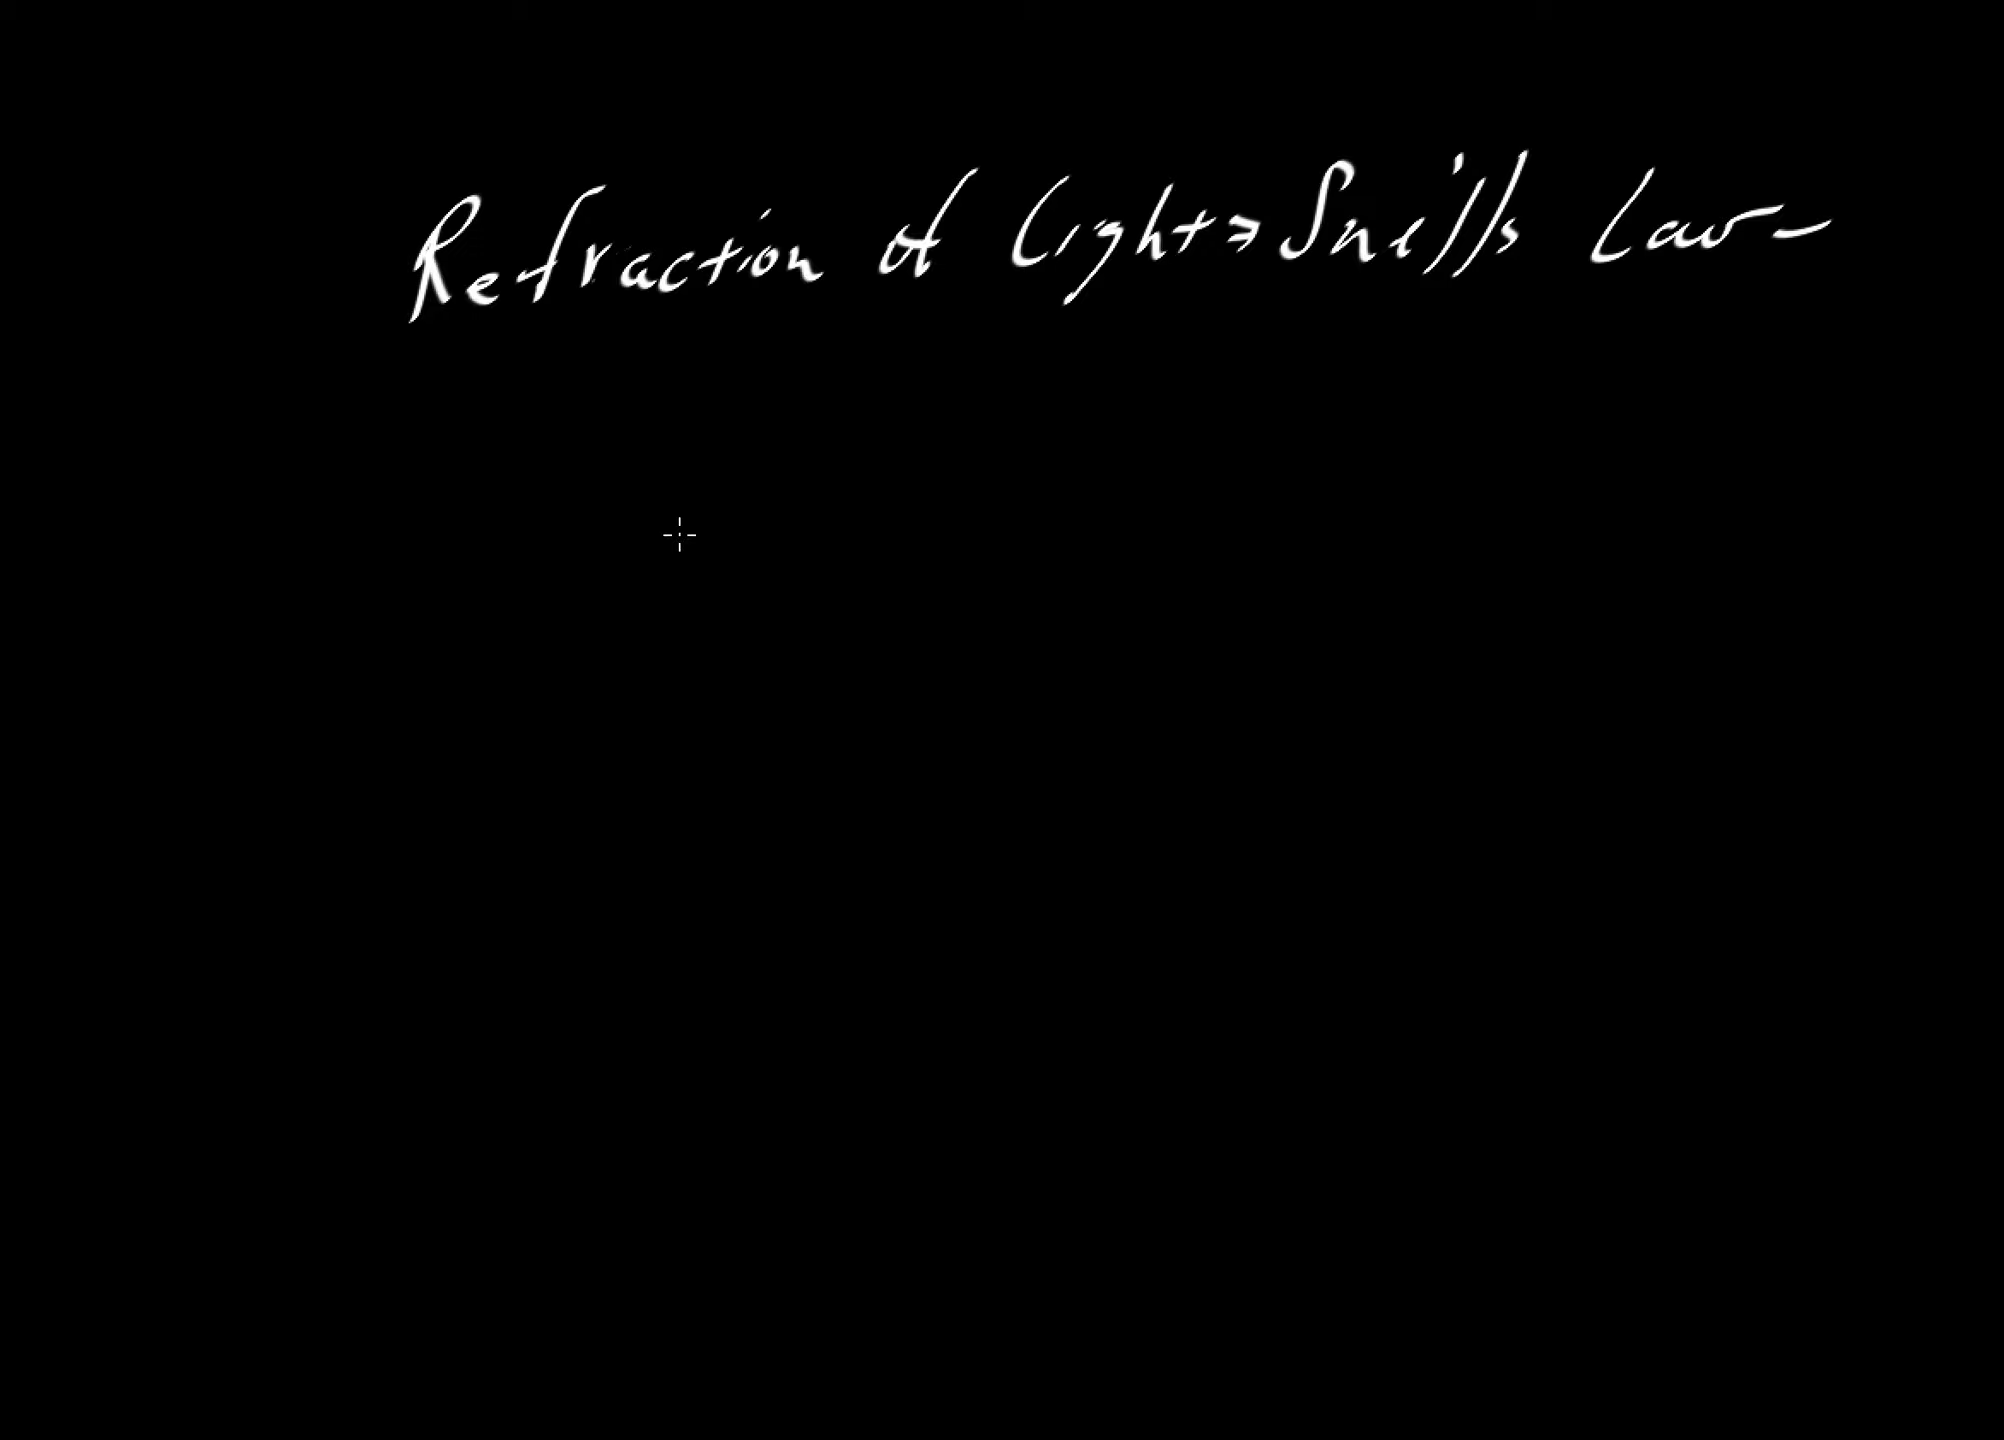 Refraction of Light ⇒ Snell's Law -